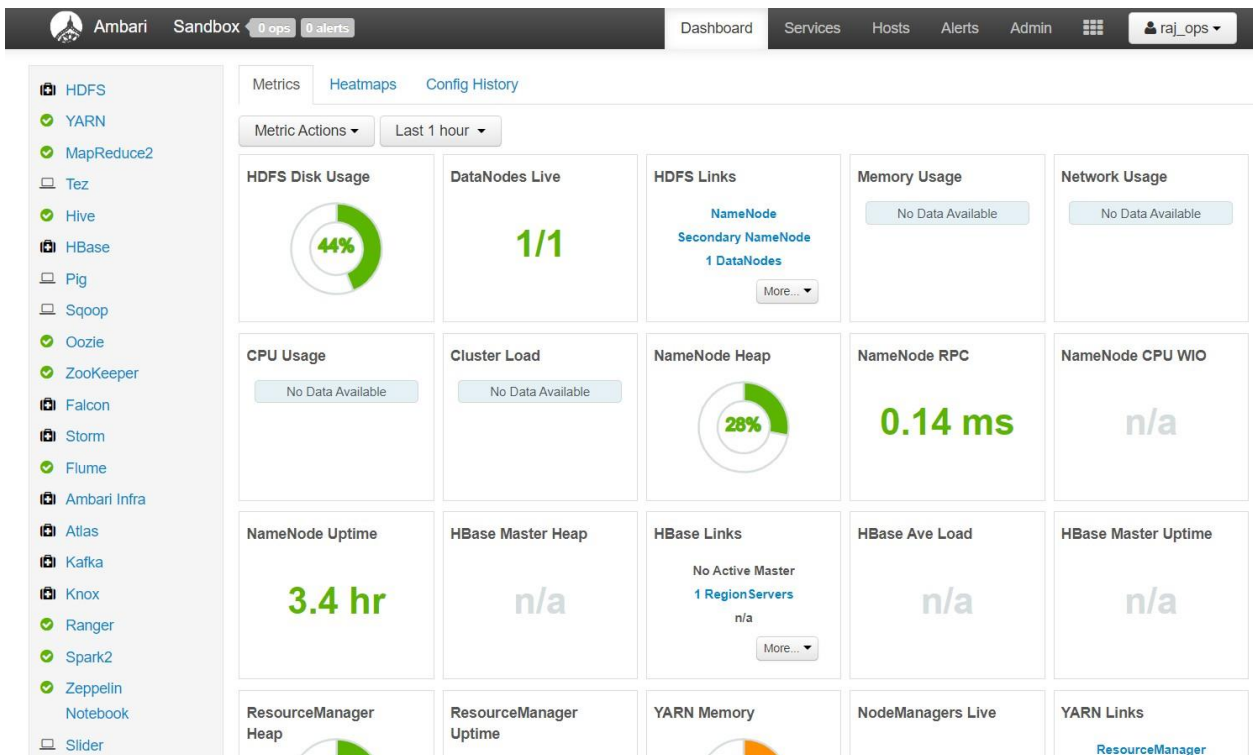 Ambari Sandbox 0 ops 0 alerts Dashboard Services Hosts Alerts Admin raj_ops
HDFS
YARN
MapReduce2
Tez
Hive
HBase
Pig
Sqoop
Oozie
ZooKeeper
Falcon
Storm
Flume
Ambari Infra
Atlas
Kafka
Knox
Ranger
Spark2
Zeppelin
Notebook
Slider
Metrics Heatmaps Config History
Metric Actions Last 1 hour
HDFS Disk Usage
44%
DataNodes Live
1/1
HDFS Links
NameNode
Secondary NameNode
1 DataNodes
More...
Memory Usage
No Data Available
Network Usage
No Data Available
CPU Usage
No Data Available
Cluster Load
No Data Available
NameNode Heap
28%
NameNode RPC
0.14 ms
NameNode CPU WIO
n/a
NameNode Uptime
3.4 hr
HBase Master Heap
n/a
HBase Links
No Active Master
1 RegionServers
n/a
More...
HBase Ave Load
n/a
HBase Master Uptime
n/a
ResourceManager
Heap
ResourceManager
Uptime
YARN Memory
NodeManagers Live
YARN Links
ResourceManager